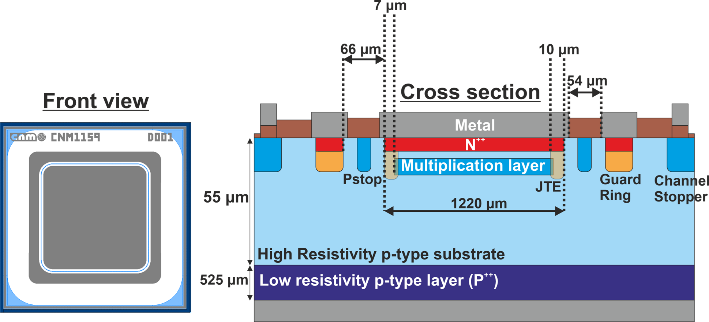 Front view
cnm CNM1159 D001
7 µm
66 µm
10 µm
54 µm
Cross section
Metal
N++
Multiplication layer
Pstop
JTE
Guard
Ring
Channel
Stopper
55 µm
1220 µm
High Resistivity p-type substrate
525 µm
Low resistivity p-type layer (P++)